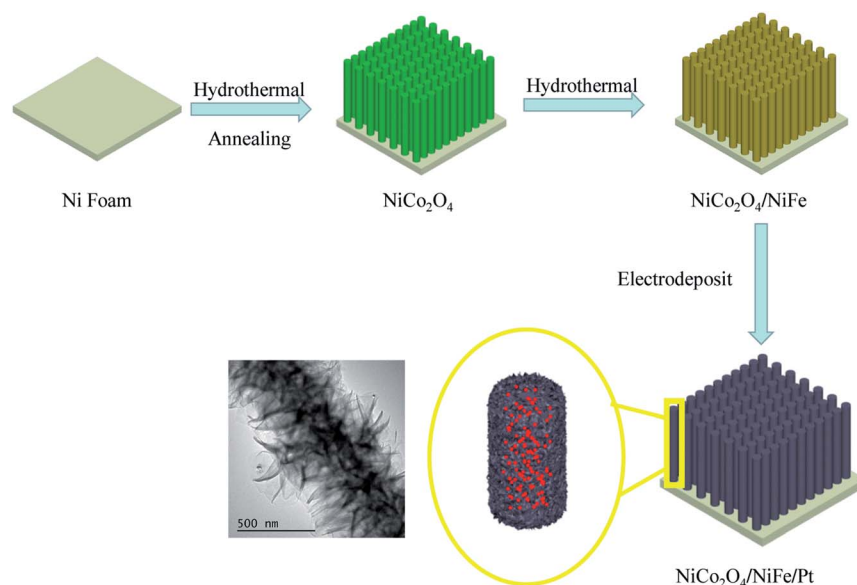 Hydrothermal
Annealing
Hydrothermal
Ni Foam
NiCo₂O₄
NiCo₂O₄/NiFe
Electrodeposit
500 nm
NiCo₂O₄/NiFe/Pt